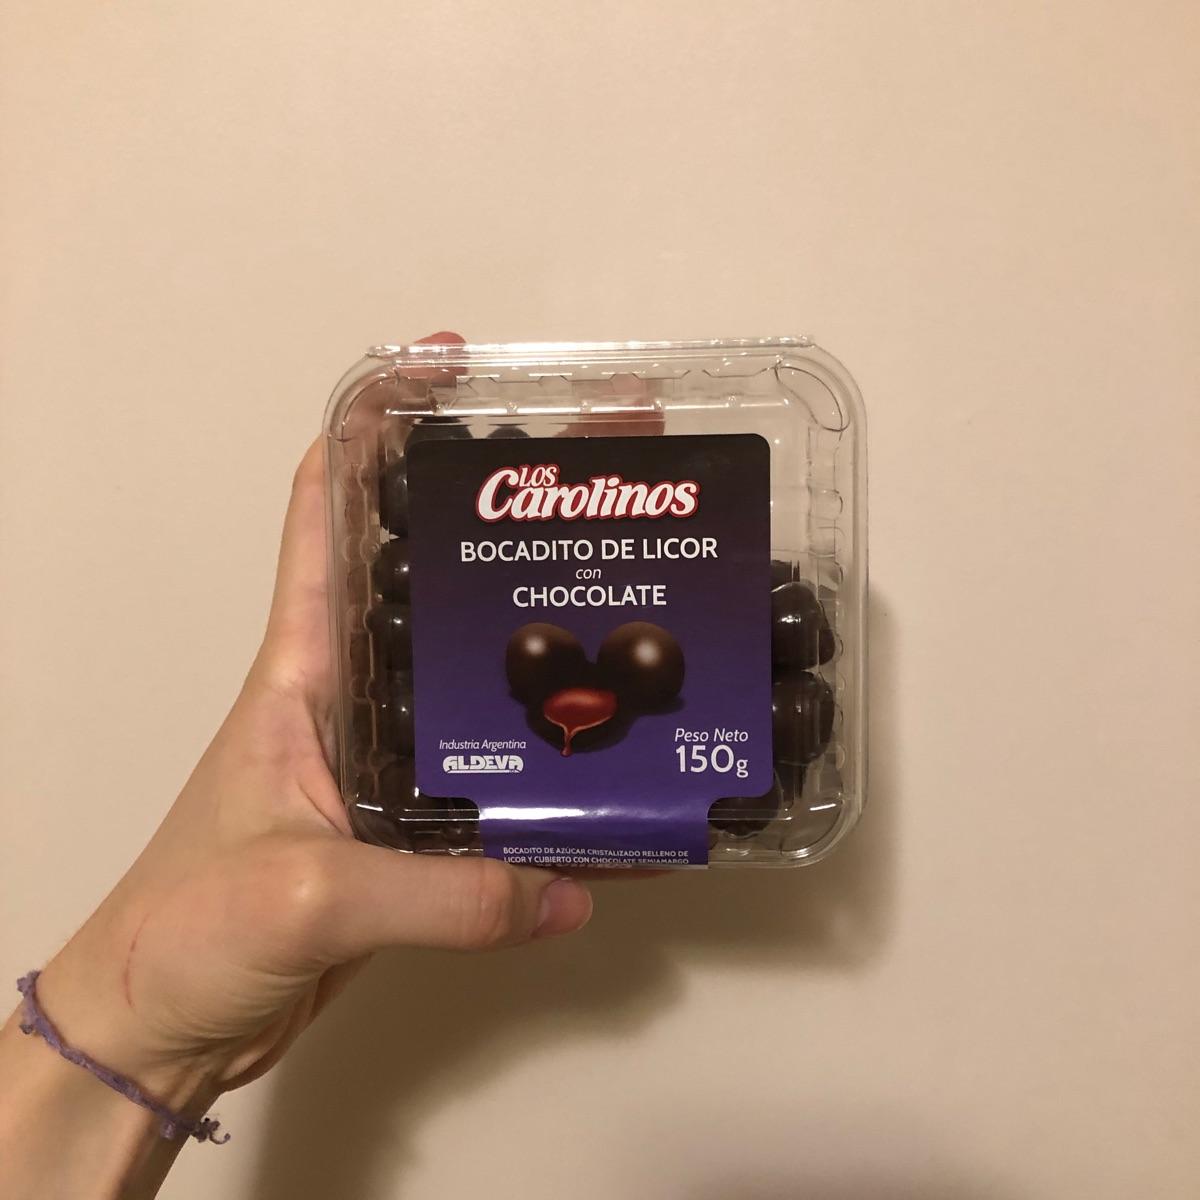 LOS
Carolinos
BOCADITO DE LICOR
con
CHOCOLATE
Industria Argentina
ALDEVA
Peso Neto
150g
BOCADITO DE AZÚCAR CRISTALIZADO RELLENO DE
LICOR Y CUBIERTO CON CHOCOLATE SEMIAMARGO